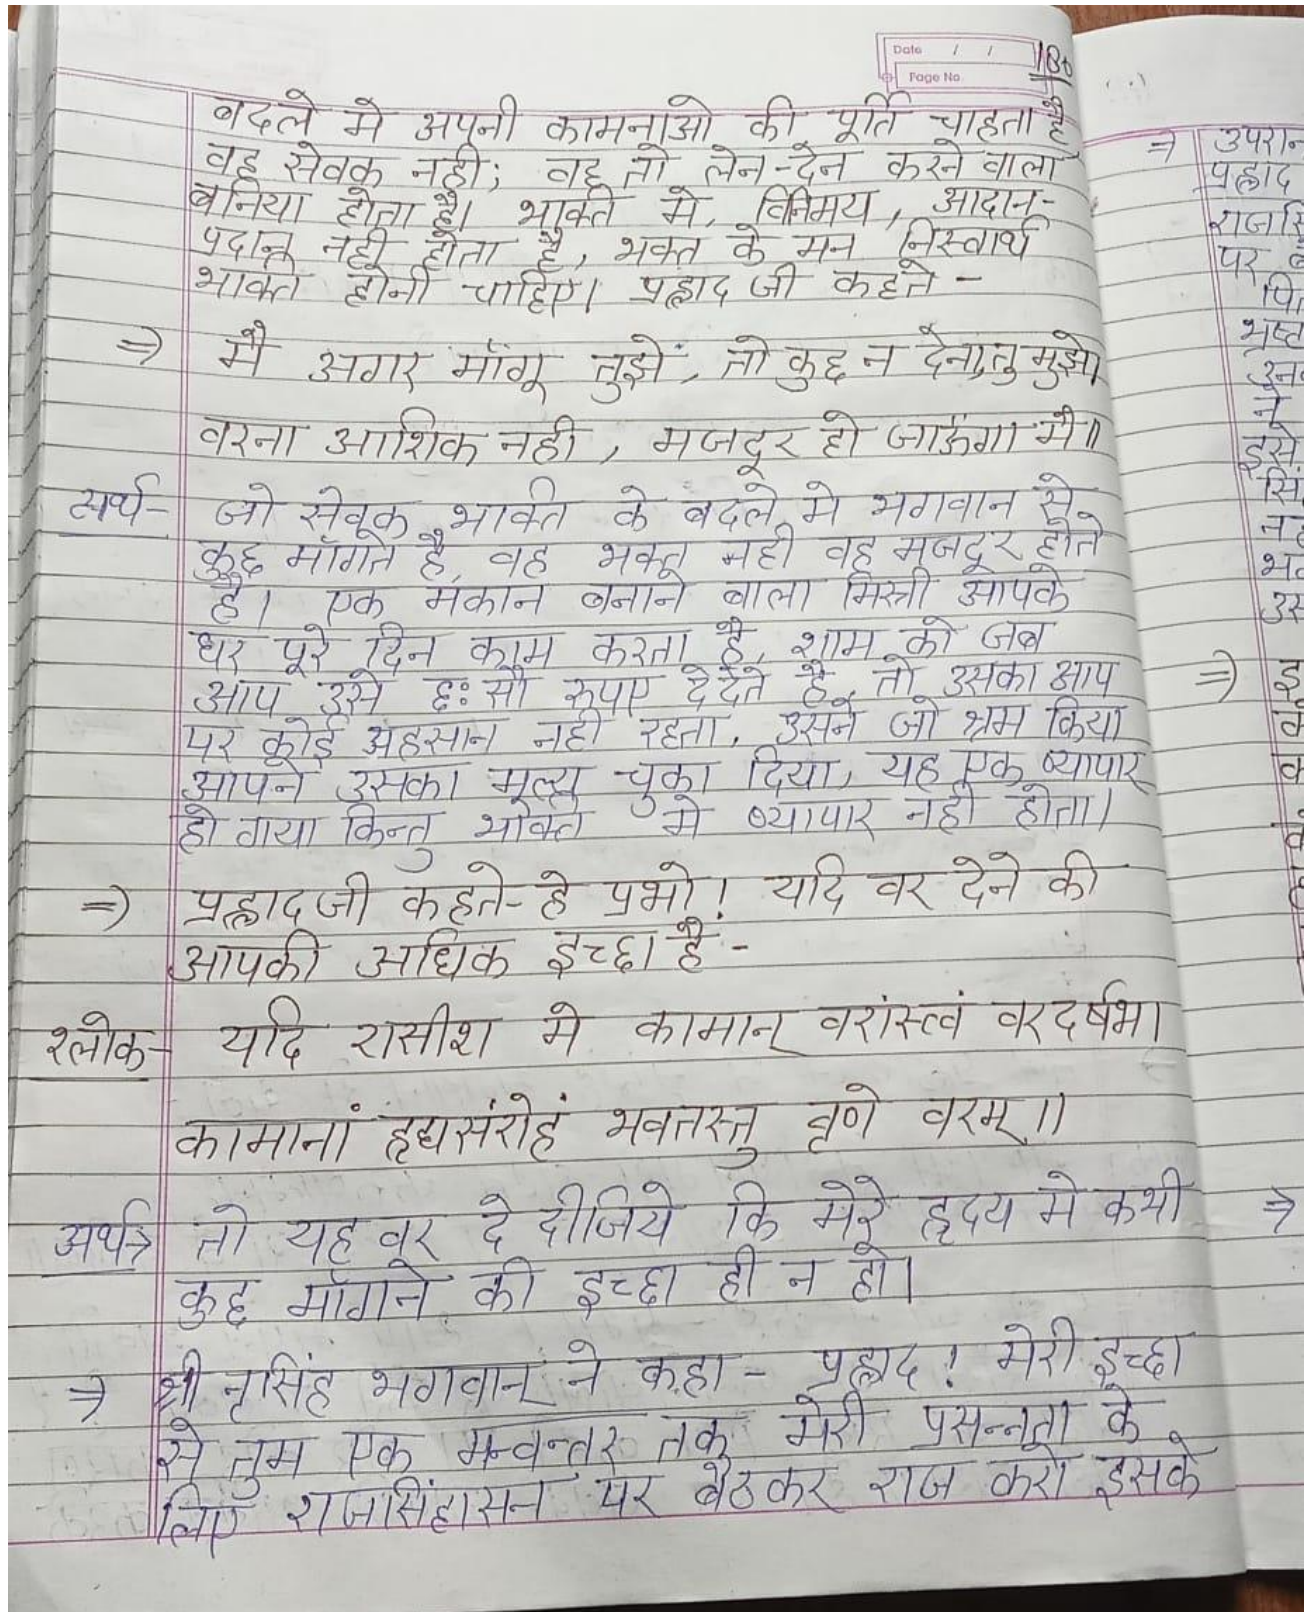 Date / /
Page No.
186
बदले मे अपनी कामनाओ की पूर्ति चाहता है
वह सेवक नही; वह तो लेन-देन करने वाला
बनिया होता है। भक्ति मे, विनिमय, आदान-
प्रदान नही होता है, भक्त के मन निस्वार्थ
भक्ति होनी चाहिए। प्रह्लाद जी कहते -
⇒ मै अगर मॉंगू तुझे, तो कुछ न देना तु मुझे।
वरना आशिक नही, मजदूर हो जाऊंगा मै॥
अर्थ- जो सेवक भक्ति के बदले मे भगवान से
कुछ मॉगते है, वह भक्त नही वह मजदूर होते
है। एक मकान बनाने बाला मिस्त्री आपके
घर पूरे दिन काम करता है, शाम को जब
आप उसे छः सौ रुपए दे देते है, तो उसका आप
पर कोई अहसान नही रहता, उसने जो श्रम किया
आपने उसका मूल्य चुका दिया, यह एक व्यापार
हो गया किन्तु भक्ति मे व्यापार नही होता।
⇒ प्रह्लाद जी कहते- हे प्रभो! यदि वर देने की
आपकी अधिक इच्छा है -
श्लोक- यदि रासीश मे कामान् वरांस्त्वं वरदर्षभ।
कामानां हृद्यसंरोहं भवतस्तु वृणे वरम्॥
अर्थ→ तो यह वर दे दीजिये कि मेरे हृदय मे कभी
कुछ मॉगने की इच्छा ही न हो।
⇒ श्री नृसिंह भगवान् ने कहा - प्रह्लाद! मेरी इच्छा
से तुम एक मन्वन्तर तक मेरी प्रसन्नता के
लिए राजसिंहासन पर बैठकर राज करो इसके
⇒ प्रह्लाद
पर
ने
इसे
⇒
⇒